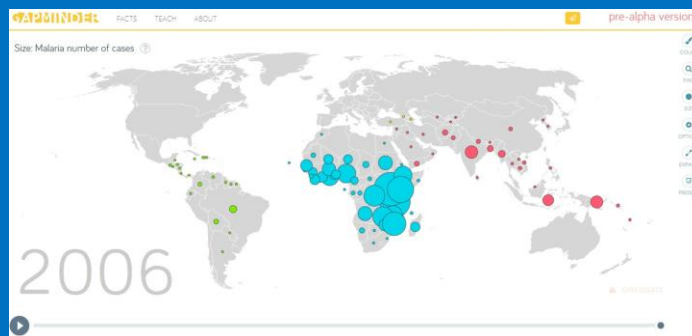 GAPMINDER FACTS TEACH ABOUT
pre-alpha version
Size: Malaria number of cases ?
2006